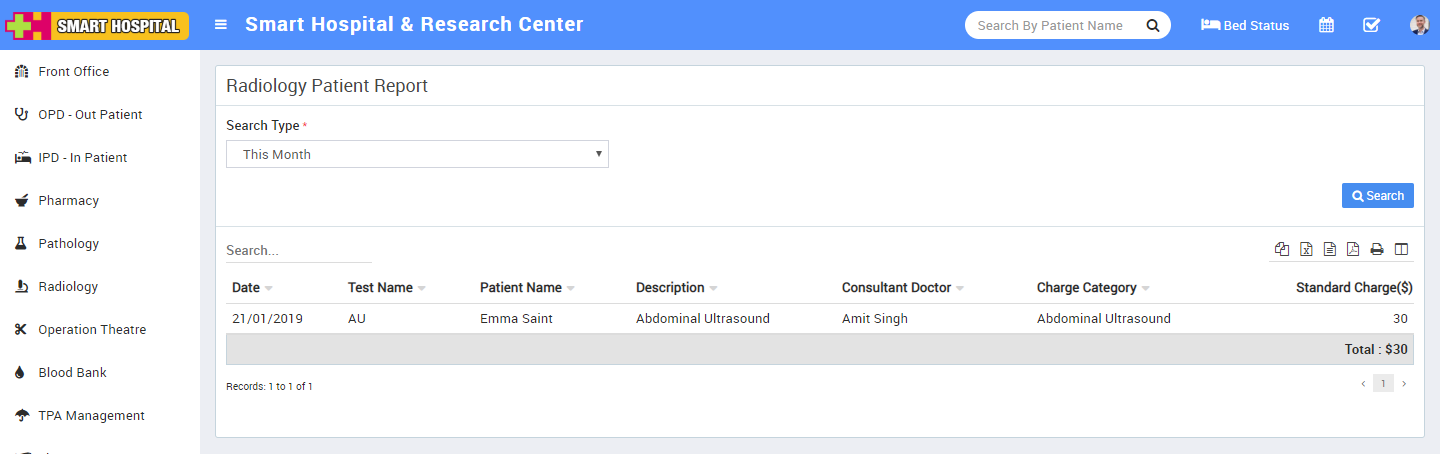 SMART HOSPITAL
Smart Hospital & Research Center
Search By Patient Name
Bed Status
Front Office
OPD - Out Patient
IPD - In Patient
Pharmacy
Pathology
Radiology
Operation Theatre
Blood Bank
TPA Management
Radiology Patient Report
Search Type *
This Month
Search
Search...
Date Test Name Patient Name Description Consultant Doctor Charge Category Standard Charge($)
21/01/2019 AU Emma Saint Abdominal Ultrasound Amit Singh Abdominal Ultrasound 30
Total : $30
Records: 1 to 1 of 1
‹ 1 ›